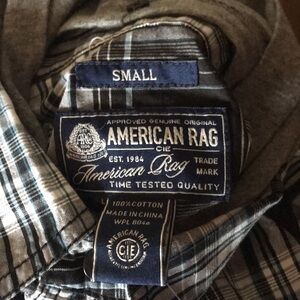 SMALL
APPROVED GENUINE ORIGINAL
AMERICAN RAG
CIE
EST. 1984
TRADE
MARK
American Rag
TIME TESTED QUALITY
100% COTTON
MADE IN CHINA
AMERICAN RAG
CIE